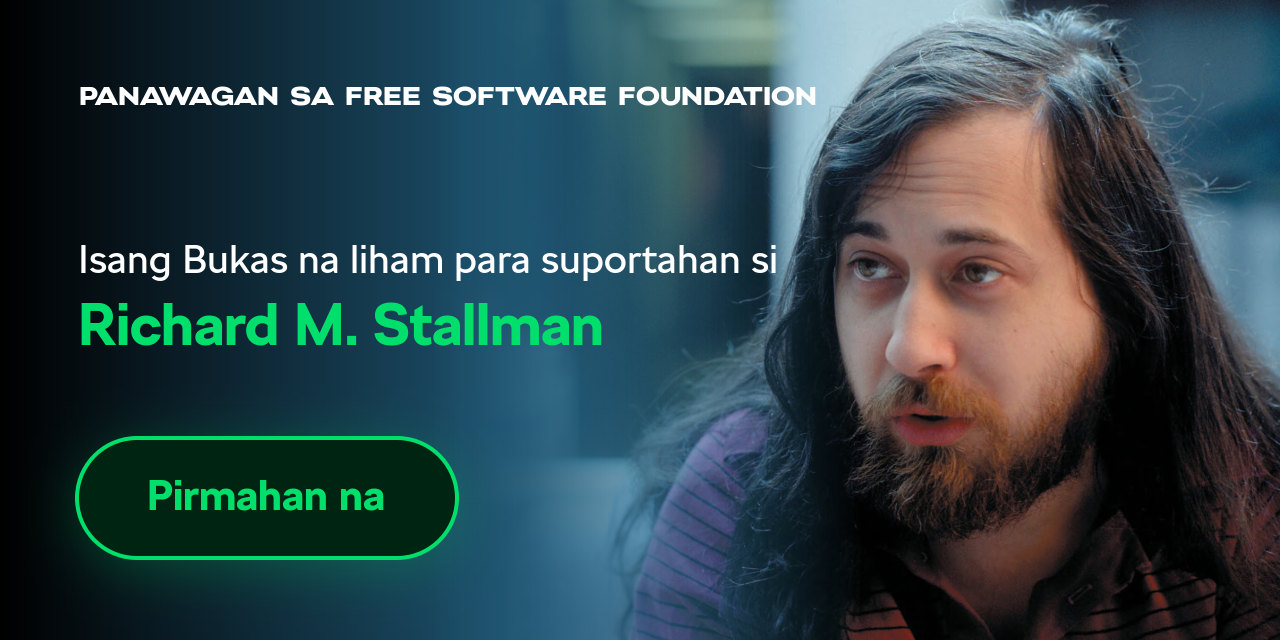 PANAWAGAN SA FREE SOFTWARE FOUNDATION
Isang Bukas na liham para suportahan si
Richard M. Stallman
Pirmahan na